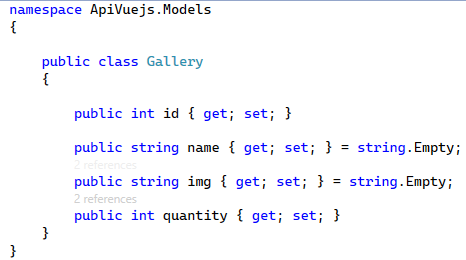 namespace ApiVuejs.Models
{
public class Gallery
{
public int id { get; set; }
public string name { get; set; } = string.Empty;
2 references
public string img { get; set; } = string.Empty;
2 references
public int quantity { get; set; }
}
}